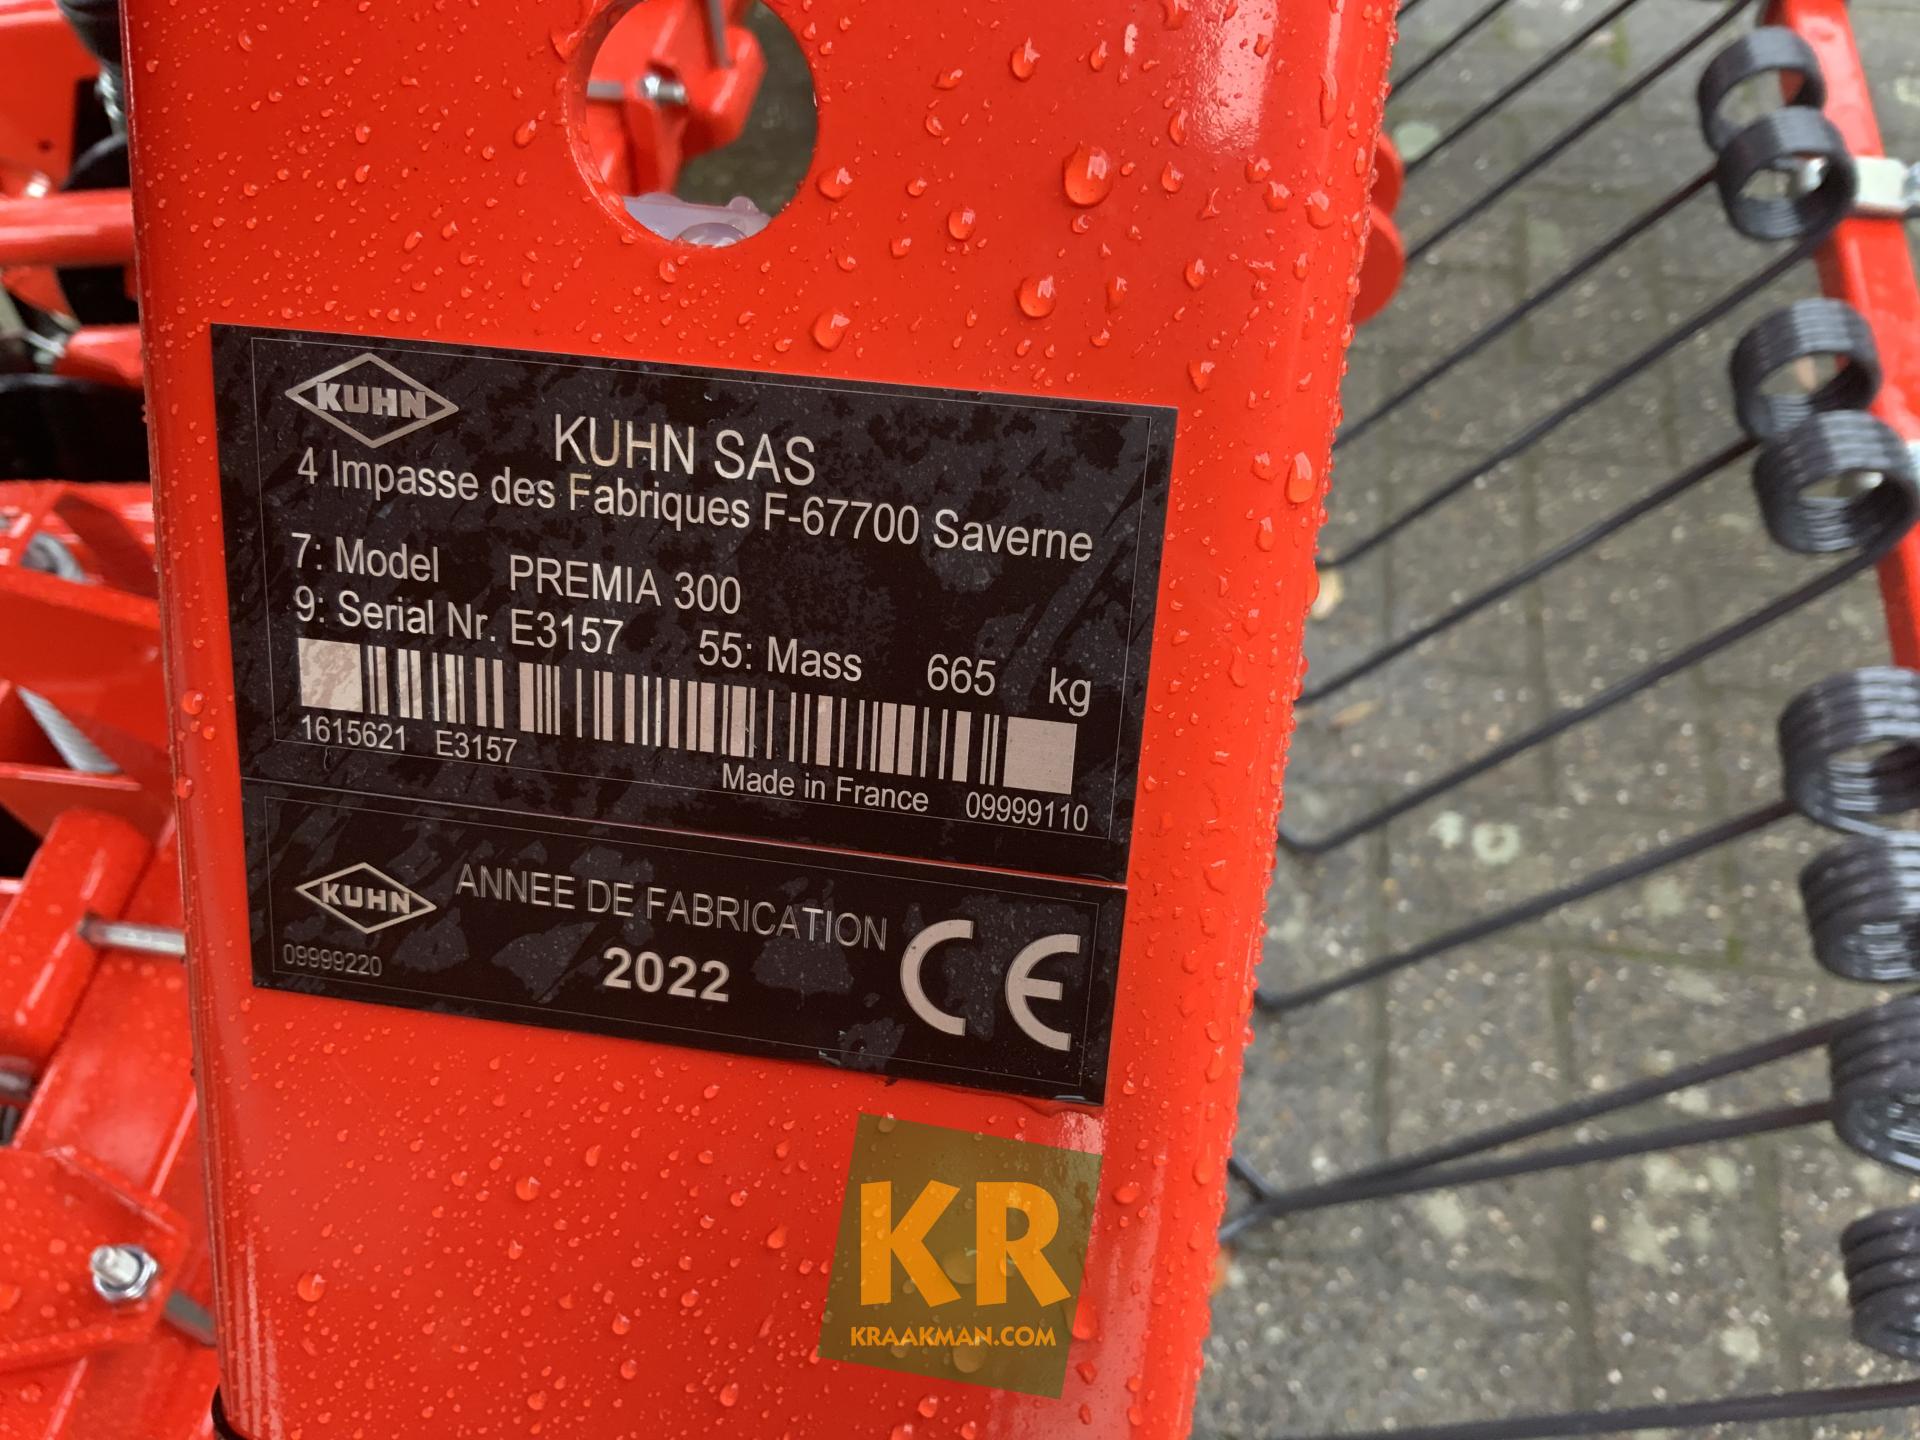 KUHN
KUHN SAS
4 Impasse des Fabriques F-67700 Saverne
7: Model PREMIA 300
9: Serial Nr. E3157 55: Mass 665 kg
1615621 E3157
Made in France 09999110
KUHN
ANNEE DE FABRICATION
09999220
2022
CE
KR
KRAAKMAN.COM